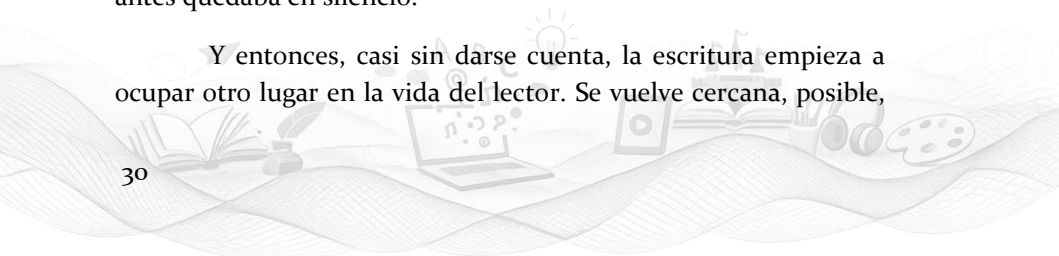 antes quedaba en silencio.
Y entonces, casi sin darse cuenta, la escritura empieza a
ocupar otro lugar en la vida del lector. Se vuelve cercana, posible,
30